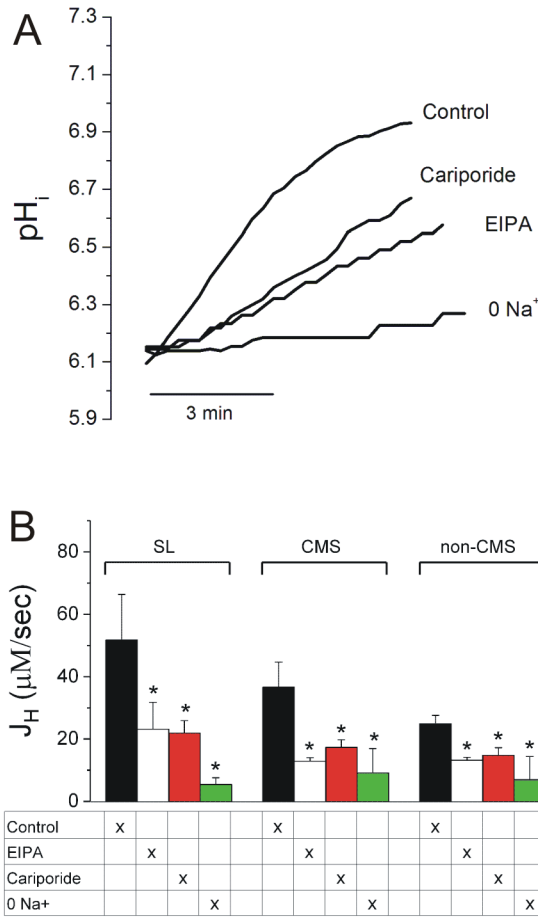 A
7.3
7.1
6.9
6.7
6.5
6.3
6.1
5.9
pHi
Control
Cariporide
EIPA
0 Na+
3 min
B
SL
CMS
non-CMS
80
60
40
20
0
JH (μM/sec)
* * *
* * *
* * *
Control x x x
EIPA x x x
Cariporide x x x
0 Na+ x x x